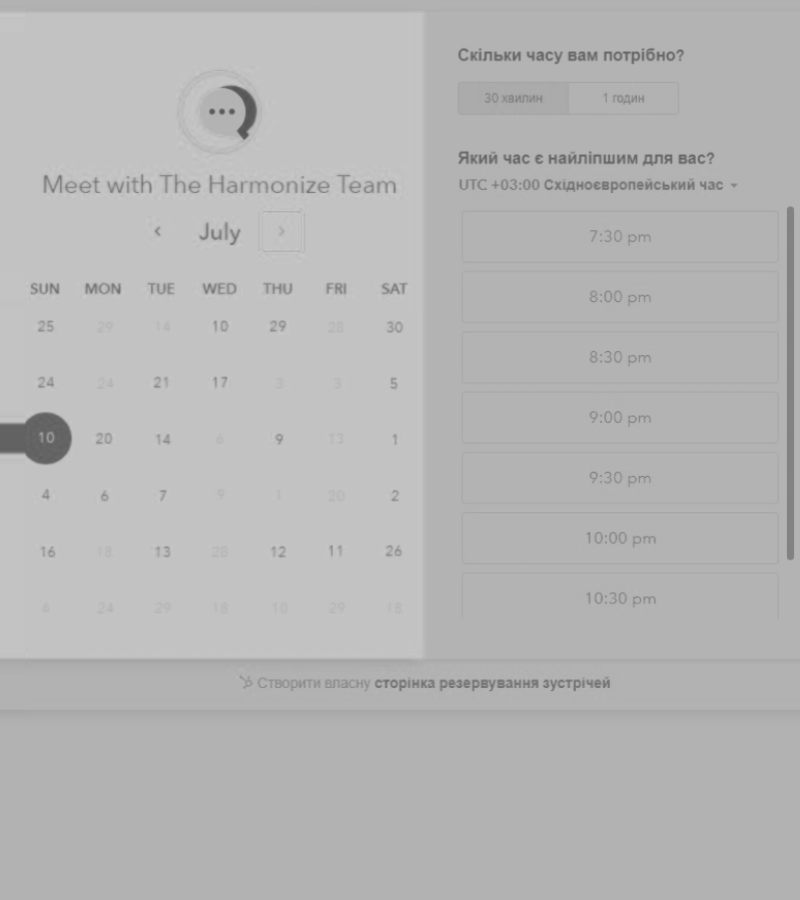 Meet with The Harmonize Team
July
SUN MON TUE WED THU FRI SAT
25 29 14 10 29 28 30
24 24 21 17 3 3 5
10 20 14 6 9 13 1
4 6 7 9 1 20 2
16 18 13 28 12 11 26
6 24 29 18 10 29 18
Скільки часу вам потрібно?
30 хвилин 1 годин
Який час є найліпшим для вас?
UTC +03:00 Східноєвропейський час
7:30 pm
8:00 pm
8:30 pm
9:00 pm
9:30 pm
10:00 pm
10:30 pm
Створити власну сторінка резервування зустрічей